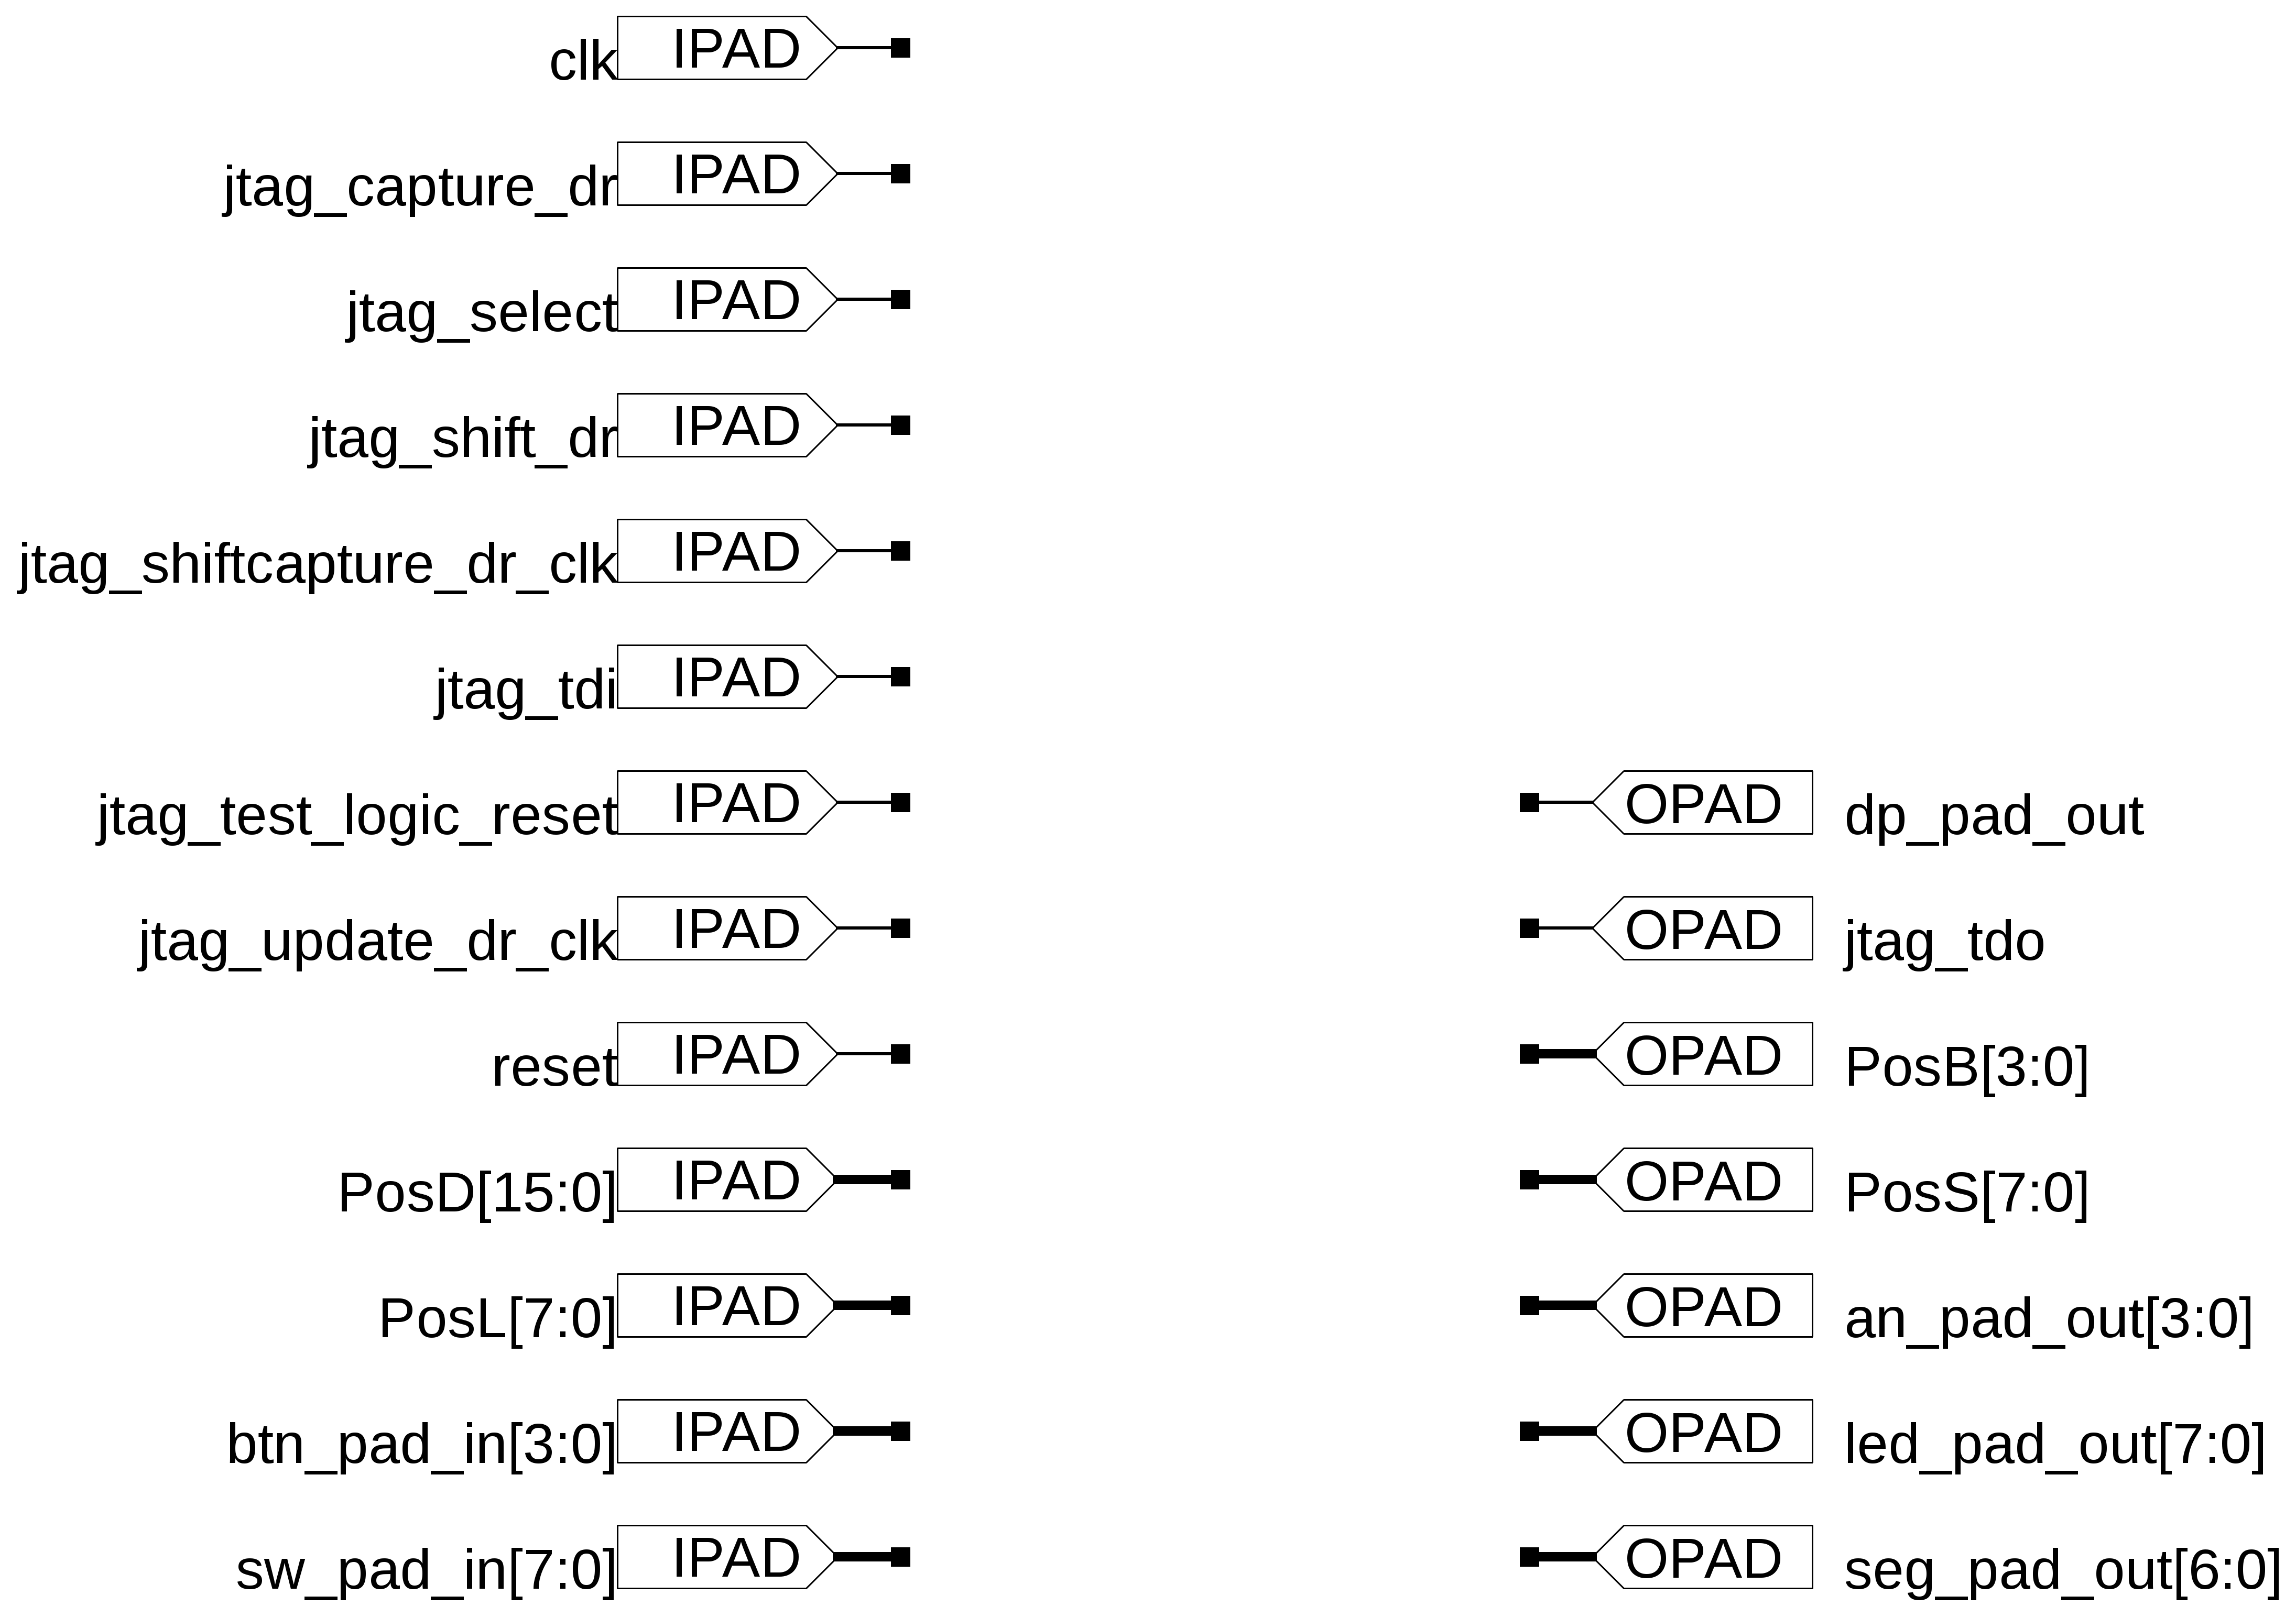 clk IPAD
jtag_capture_dr IPAD
jtag_select IPAD
jtag_shift_dr IPAD
jtag_shiftcapture_dr_clk IPAD
jtag_tdi IPAD
jtag_test_logic_reset IPAD OPAD dp_pad_out
jtag_update_dr_clk IPAD OPAD jtag_tdo
reset IPAD OPAD PosB[3:0]
PosD[15:0] IPAD OPAD PosS[7:0]
PosL[7:0] IPAD OPAD an_pad_out[3:0]
btn_pad_in[3:0] IPAD OPAD led_pad_out[7:0]
sw_pad_in[7:0] IPAD OPAD seg_pad_out[6:0]